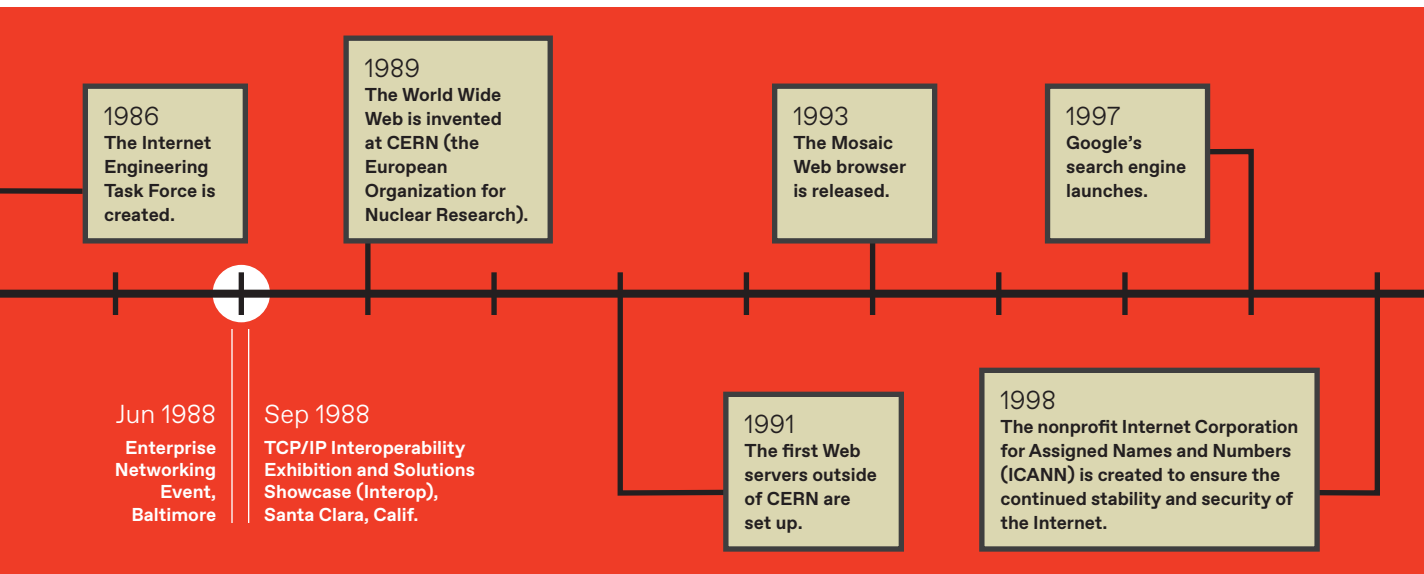 1986
The Internet
Engineering
Task Force is
created.
1989
The World Wide
Web is invented
at CERN (the
European
Organization for
Nuclear Research).
1993
The Mosaic
Web browser
is released.
1997
Google’s
search engine
launches.
Jun 1988
Enterprise
Networking
Event,
Baltimore
Sep 1988
TCP/IP Interoperability
Exhibition and Solutions
Showcase (Interop),
Santa Clara, Calif.
1991
The first Web
servers outside
of CERN are
set up.
1998
The nonprofit Internet Corporation
for Assigned Names and Numbers
(ICANN) is created to ensure the
continued stability and security of
the Internet.